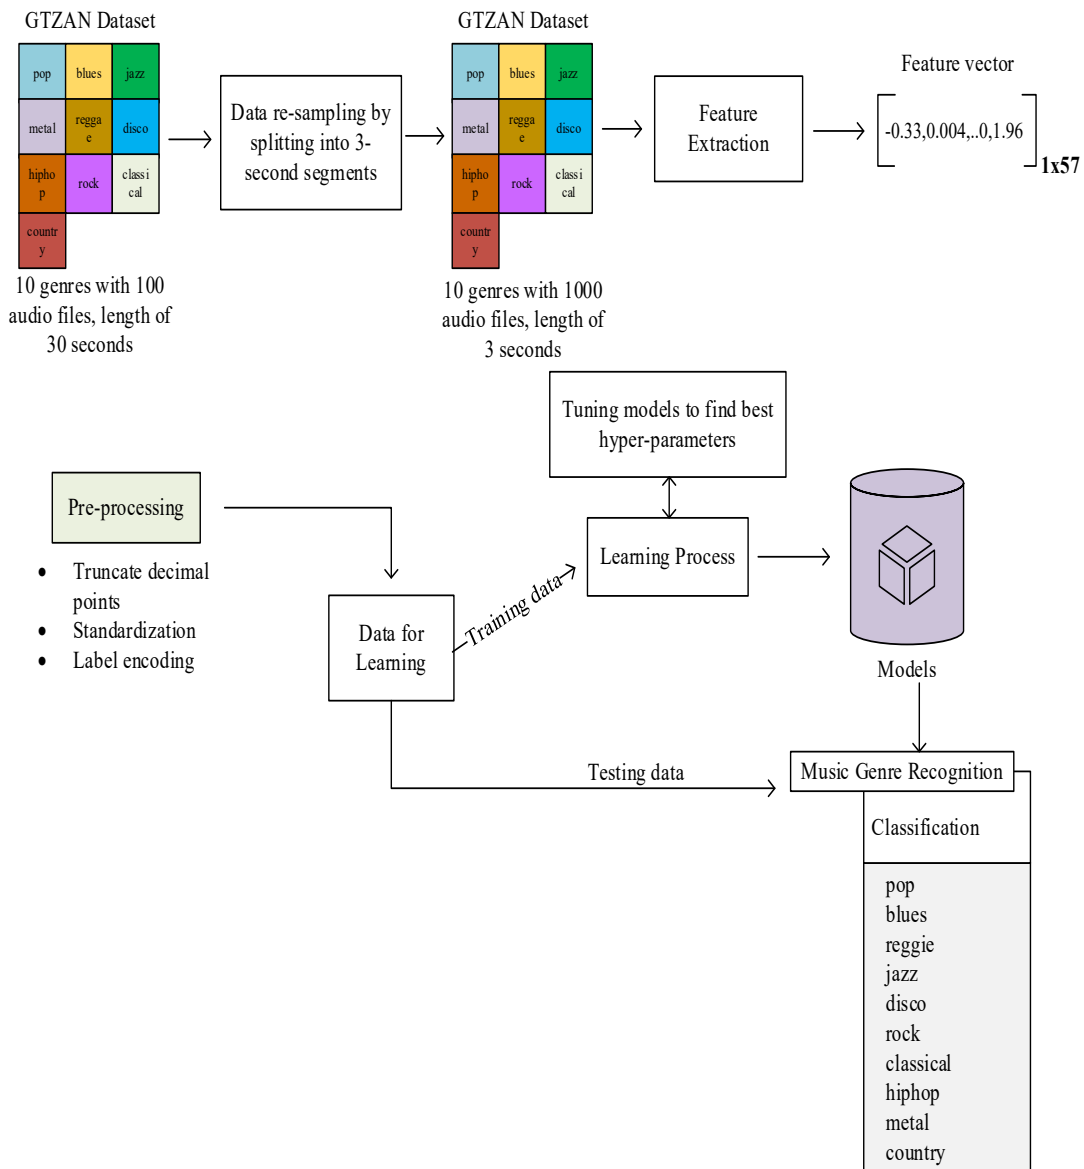 GTZAN Dataset
pop
blues
jazz
metal
regga
e
disco
hipho
p
rock
classi
cal
countr
y
10 genres with 100
audio files, length of
30 seconds
Data re-sampling by
splitting into 3-
second segments
GTZAN Dataset
pop
blues
jazz
metal
regga
e
disco
hipho
p
rock
classi
cal
countr
y
10 genres with 1000
audio files, length of
3 seconds
Feature
Extraction
Feature vector
-0.33,0.004,..0,1.96
1x57
Tuning models to find best
hyper-parameters
Pre-processing
• Truncate decimal
points
• Standardization
• Label encoding
Data for
Learning
Training data
Learning Process
Models
Testing data
Music Genre Recognition
Classification
pop
blues
reggie
jazz
disco
rock
classical
hiphop
metal
country